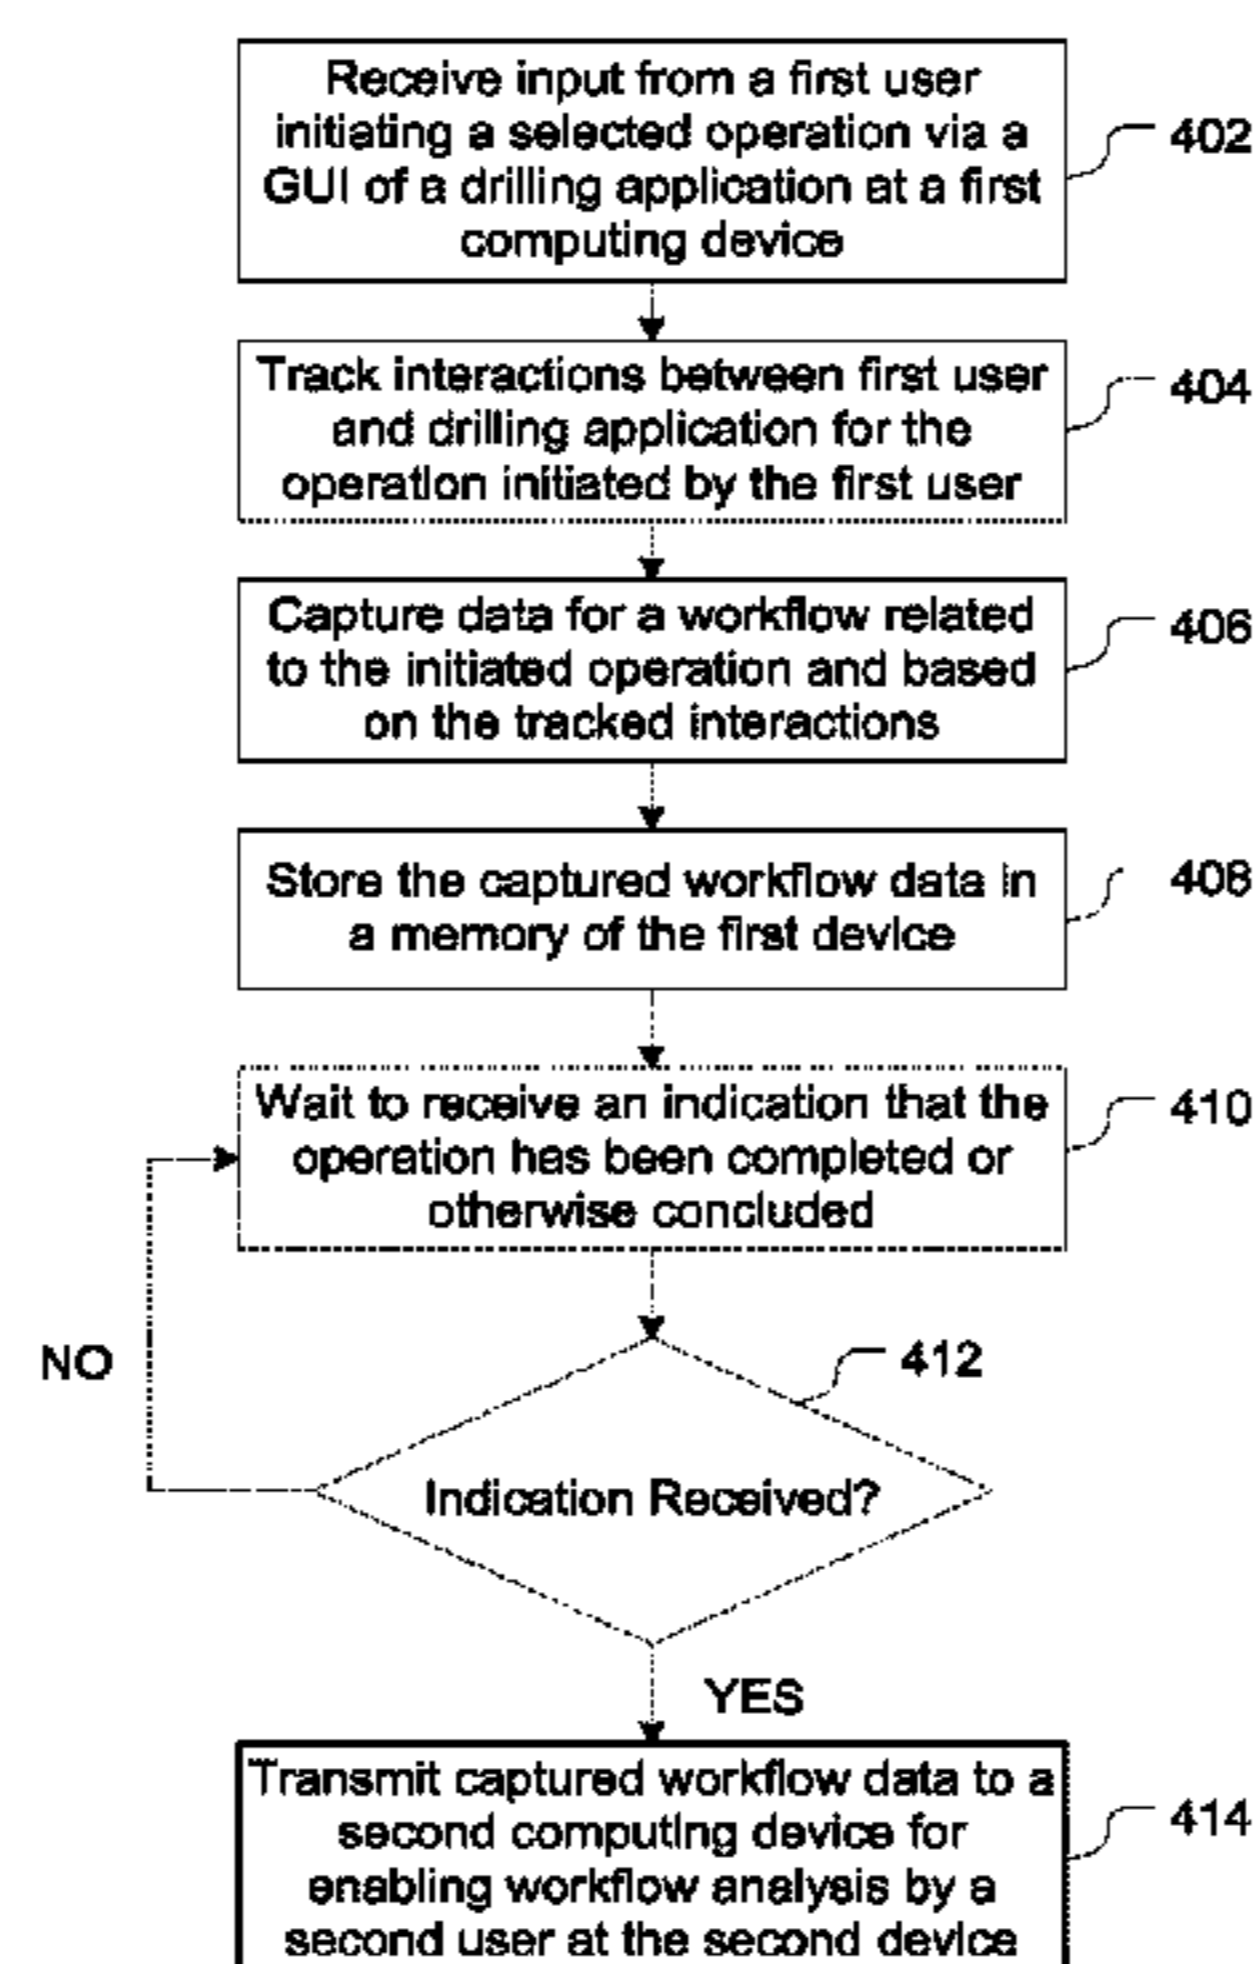 Receive input from a first user
initiating a selected operation via a
GUI of a drilling application at a first
computing device
402
Track interactions between first user
and drilling application for the
operation initiated by the first user
404
Capture data for a workflow related
to the initiated operation and based
on the tracked interactions
406
Store the captured workflow data in
a memory of the first device
408
Wait to receive an indication that the
operation has been completed or
otherwise concluded
410
NO
412
Indication Received?
YES
Transmit captured workflow data to a
second computing device for
enabling workflow analysis by a
second user at the second device
414